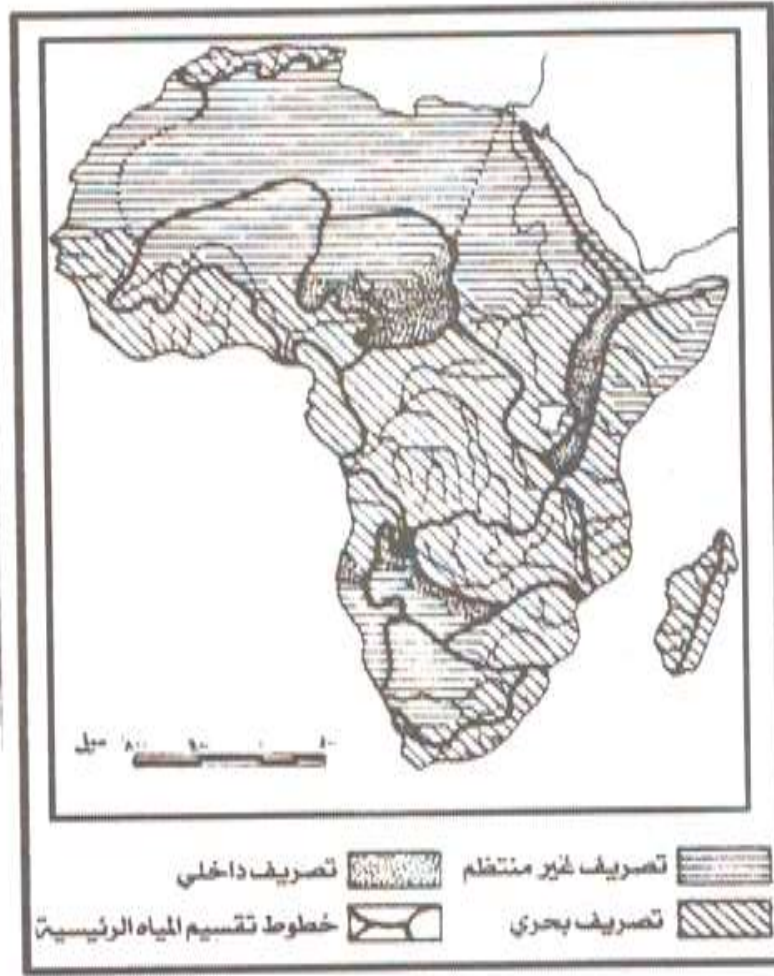 ميل
تصريف غير منتظم تصريف داخلي
تصريف بحري خطوط تقسيم المياه الرئيسية